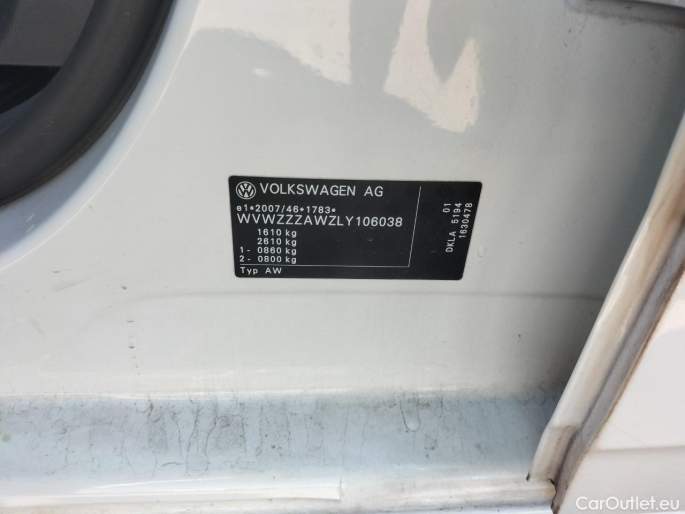 VOLKSWAGEN AG
e1*2007/46*1783*
WVWZZZAWZLY106038
1610 kg
2610 kg
1- 0860 kg
2- 0800 kg
Typ AW
01
DKLA 5194
1630478
CarOutlet.eu